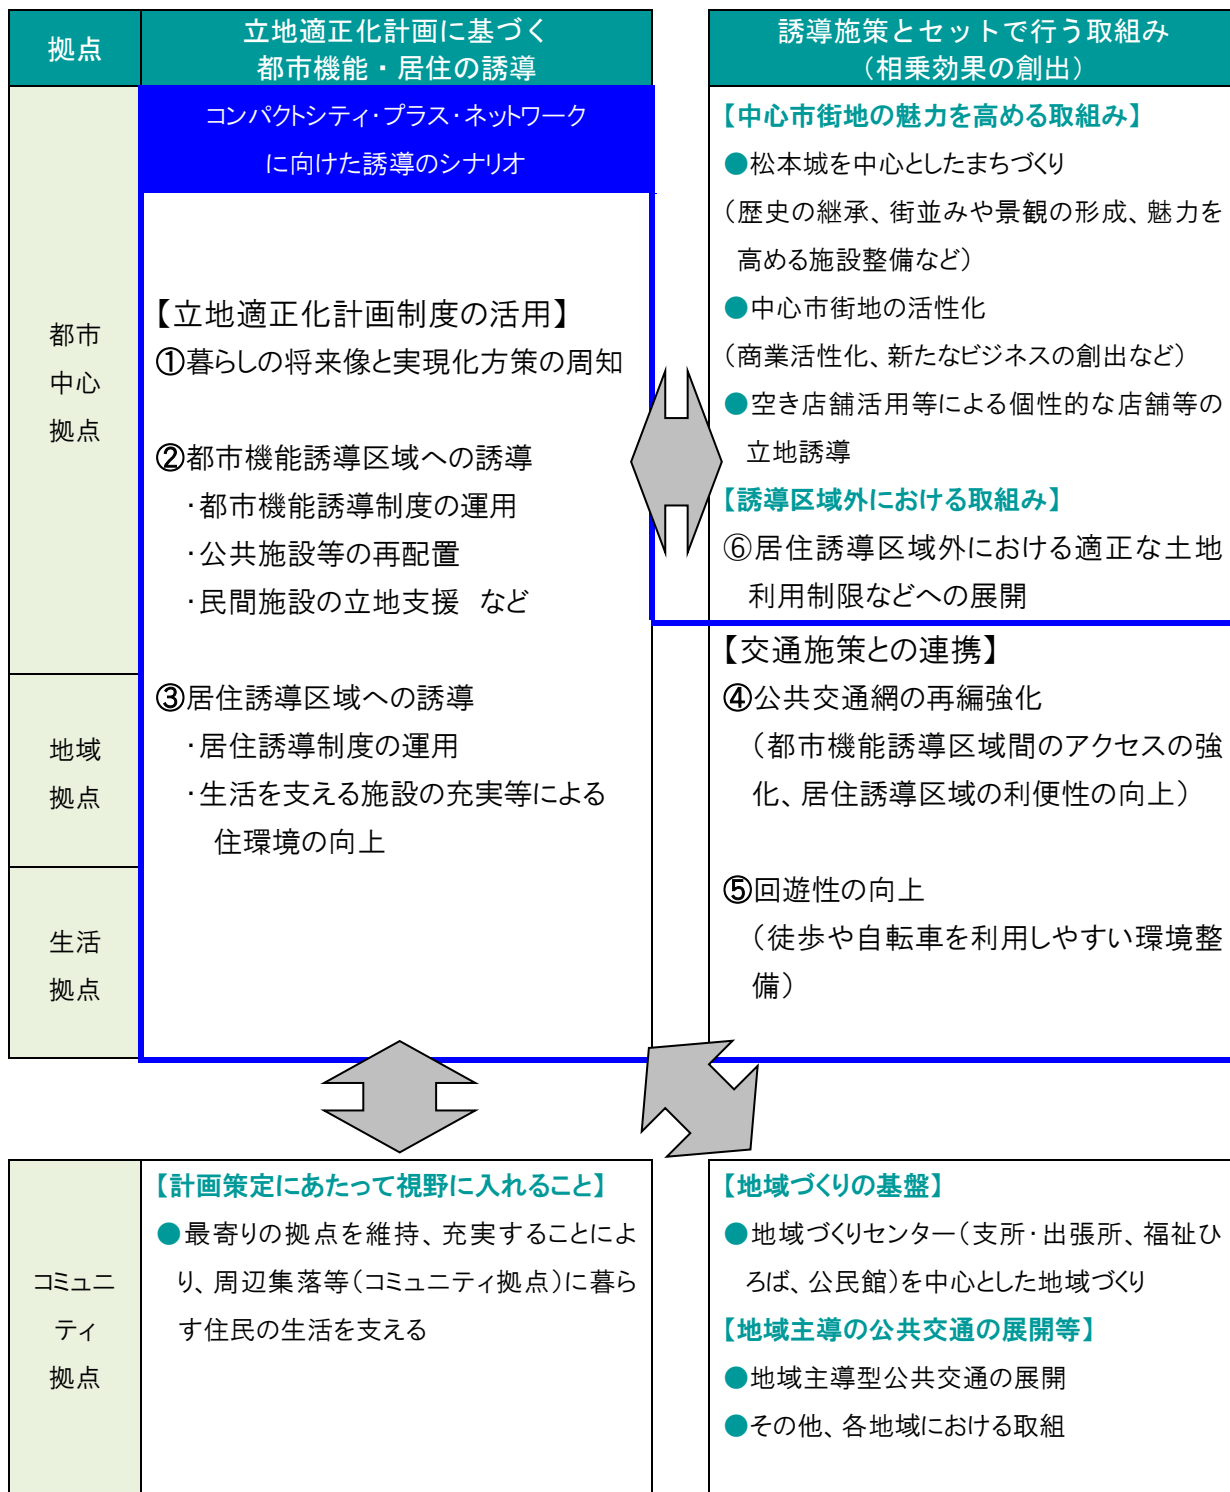 拠点
立地適正化計画に基づく
都市機能・居住の誘導
誘導施策とセットで行う取組み
（相乗効果の創出）
都市
中心
拠点
地域
拠点
生活
拠点
コンパクトシティ・プラス・ネットワーク
に向けた誘導のシナリオ
【立地適正化計画制度の活用】
①暮らしの将来像と実現化方策の周知
②都市機能誘導区域への誘導
・都市機能誘導制度の運用
・公共施設等の再配置
・民間施設の立地支援　など
③居住誘導区域への誘導
・居住誘導制度の運用
・生活を支える施設の充実等による
住環境の向上
【中心市街地の魅力を高める取組み】
●松本城を中心としたまちづくり
（歴史の継承、街並みや景観の形成、魅力を
高める施設整備など）
●中心市街地の活性化
（商業活性化、新たなビジネスの創出など）
●空き店舗活用等による個性的な店舗等の
立地誘導
【誘導区域外における取組み】
⑥居住誘導区域外における適正な土地
利用制限などへの展開
【交通施策との連携】
④公共交通網の再編強化
（都市機能誘導区域間のアクセスの強
化、居住誘導区域の利便性の向上）
⑤回遊性の向上
（徒歩や自転車を利用しやすい環境整
備）
コミュニ
ティ
拠点
【計画策定にあたって視野に入れること】
●最寄りの拠点を維持、充実することによ
り、周辺集落等（コミュニティ拠点）に暮ら
す住民の生活を支える
【地域づくりの基盤】
●地域づくりセンター（支所・出張所、福祉ひ
ろば、公民館）を中心とした地域づくり
【地域主導の公共交通の展開等】
●地域主導型公共交通の展開
●その他、各地域における取組